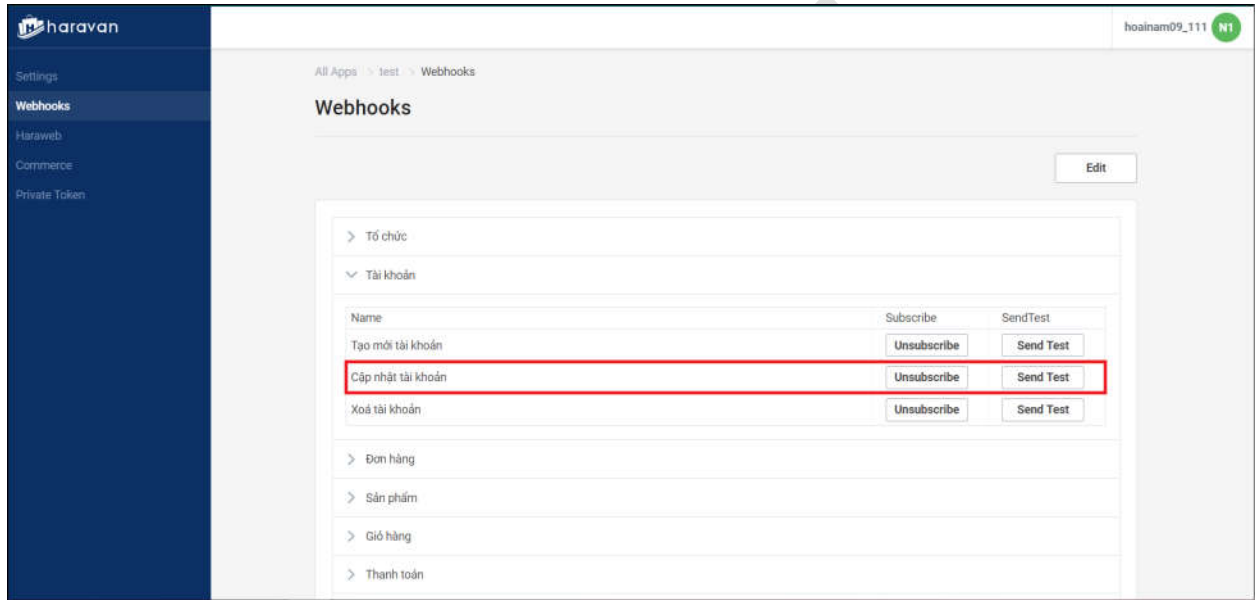 haravan
hoainam09_111 N1
Settings
Webhooks
Haraweb
Commerce
Private Token
All Apps > test > Webhooks
Webhooks
Edit
Tổ chức
Tài khoản
Name Subscribe SendTest
Tạo mới tài khoản Unsubscribe Send Test
Cập nhật tài khoản Unsubscribe Send Test
Xoá tài khoản Unsubscribe Send Test
Đơn hàng
Sản phẩm
Giỏ hàng
Thanh toán